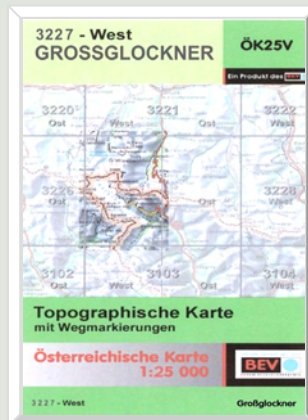 3227 - West
GROSSGLOCKNER
ÖK25V
Ein Produkt des BEV
3220 3221 3222
Ost West Ost West
3226 3228
Ost West
3102 3103 3104
Ost West Ost West
Topographische Karte
mit Wegmarkierungen
Österreichische Karte
1:25 000
BEV
3227 - West
Großglockner